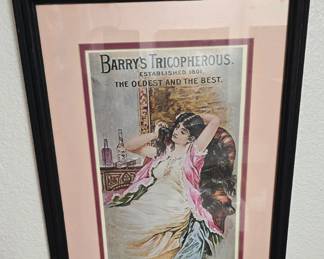 BARRY'S TRICOPHEROUS.
ESTABLISHED 1801.
THE OLDEST AND THE BEST.